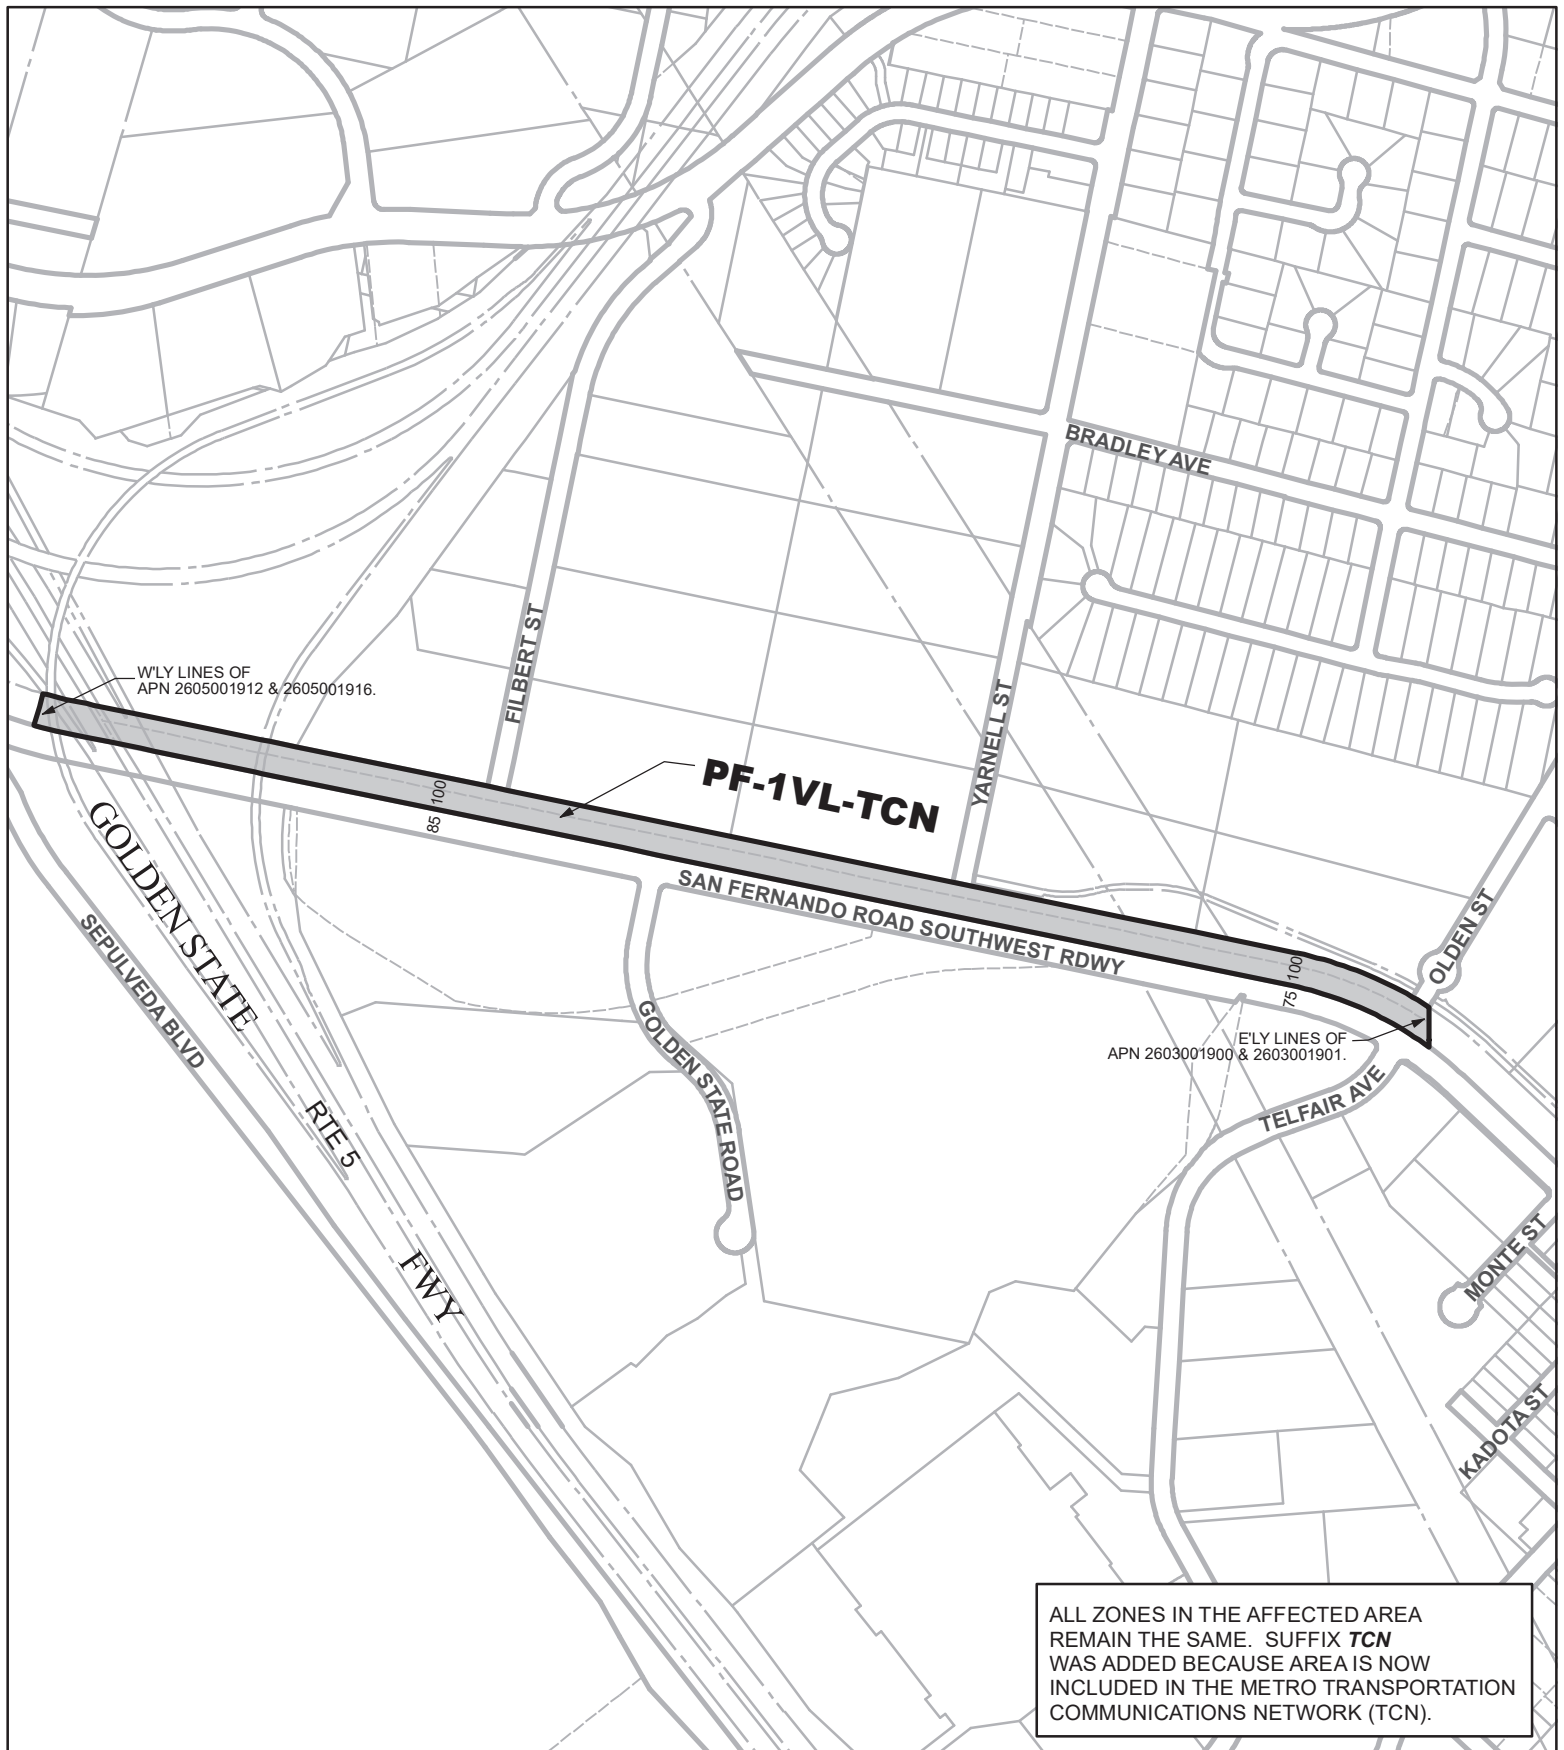 BRADLEY AVE
FILBERT ST
W'LY LINES OF
APN 2605001912 & 2605001916.
YARNELL ST
PF-1VL-TCN
85 100
GOLDEN STATE
SEPULVEDA BLVD
SAN FERNANDO ROAD SOUTHWEST RDWY
OLDEN ST
75 100
E'LY LINES OF
APN 2603001900 & 2603001901.
GOLDEN STATE ROAD
TELFAIR AVE
RTE 5
FWY
MONTE ST
KADOTA ST
ALL ZONES IN THE AFFECTED AREA
REMAIN THE SAME. SUFFIX TCN
WAS ADDED BECAUSE AREA IS NOW
INCLUDED IN THE METRO TRANSPORTATION
COMMUNICATIONS NETWORK (TCN).